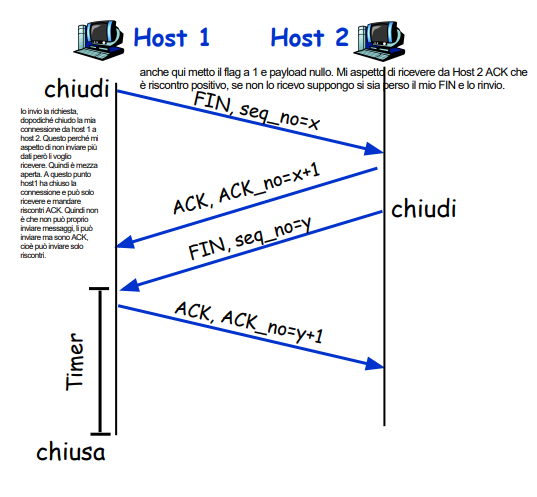 Host 1
Host 2
anche qui metto il flag a 1 e payload nullo. Mi aspetto di ricevere da Host 2 ACK che
è riscontro positivo, se non lo ricevo suppongo si sia perso il mio FIN e lo rinvio.
chiudi
FIN, seq_no=x
Io invio la richiesta,
dopodiché chiudo la mia
connessione da host 1 a
host 2. Questo perché mi
aspetto di non inviare più
dati però li voglio
ricevere. Quindi è mezza
aperta. A questo punto
host1 ha chiuso la
connessione e può solo
ricevere e mandare
riscontri ACK. Quindi non
è che non può proprio
inviare messaggi, li può
inviare ma sono ACK,
cioè può inviare solo
riscontri.
ACK, ACK_no=x+1
chiudi
FIN, seq_no=y
ACK, ACK_no=y+1
Timer
chiusa